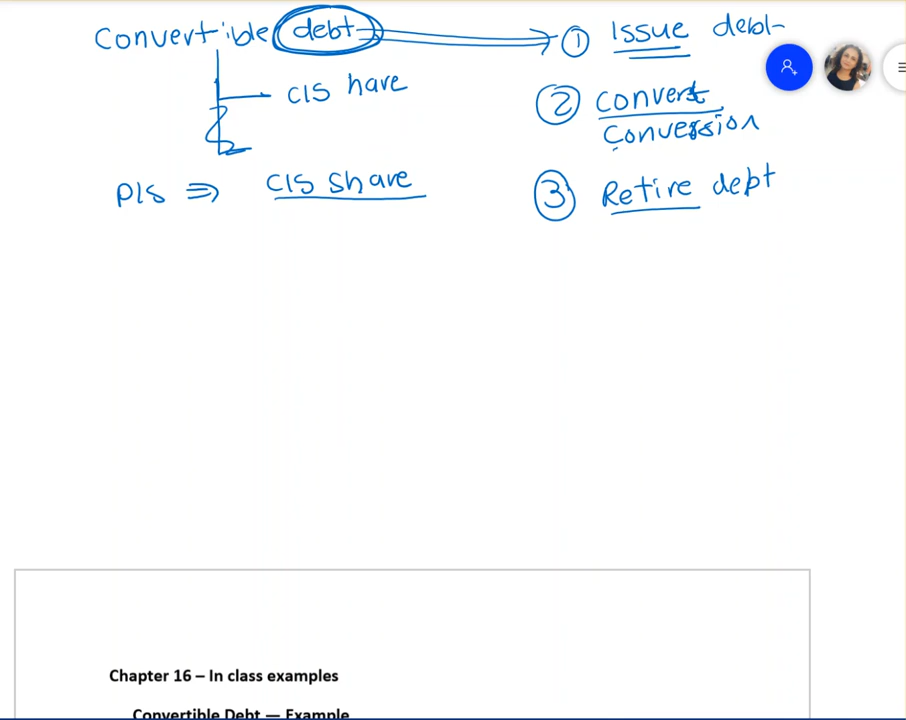 Convertible debt
① Issue debt
C/S hare
② convert
Conversion
P/S ⇒ C/S share
③ Retire debt
Chapter 16 – In class examples
Convertible Debt — Example